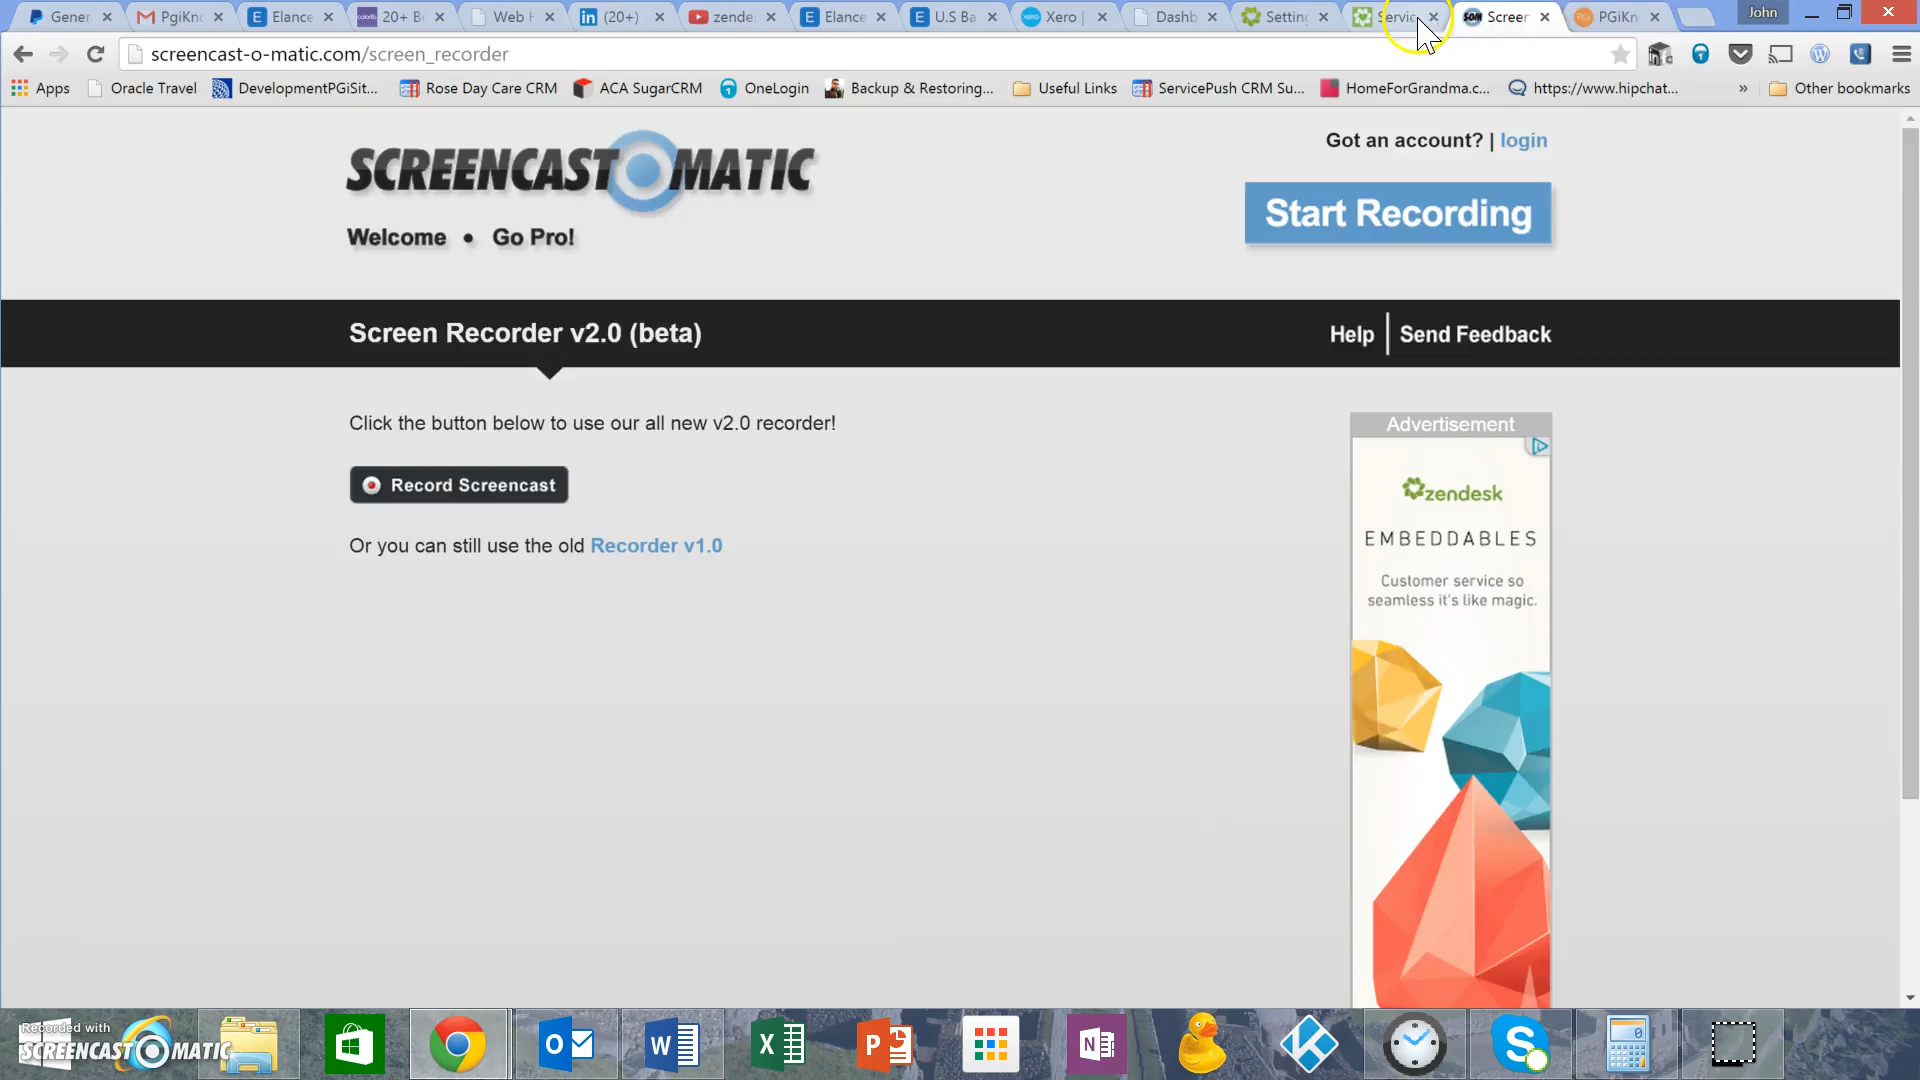 Gener
PgiKn
Elance
20+ B
Web H
(20+)
zende
Elance
U.S Ba
Xero |
Dashb
Setting
Servic
Screen
PGiKn
John
screencast-o-matic.com/screen_recorder
Apps
Oracle Travel
DevelopmentPGiSit...
Rose Day Care CRM
ACA SugarCRM
OneLogin
Backup & Restoring...
Useful Links
ServicePush CRM Su...
HomeForGrandma.c...
https://www.hipchat...
»
Other bookmarks
SCREENCAST O MATIC
Got an account? | login
Start Recording
Welcome • Go Pro!
Screen Recorder v2.0 (beta)
Help
Send Feedback
Click the button below to use our all new v2.0 recorder!
Record Screencast
Or you can still use the old Recorder v1.0
Advertisement
zendesk
EMBEDDABLES
Customer service so
seamless it's like magic.
Recorded with
SCREENCAST O MATIC